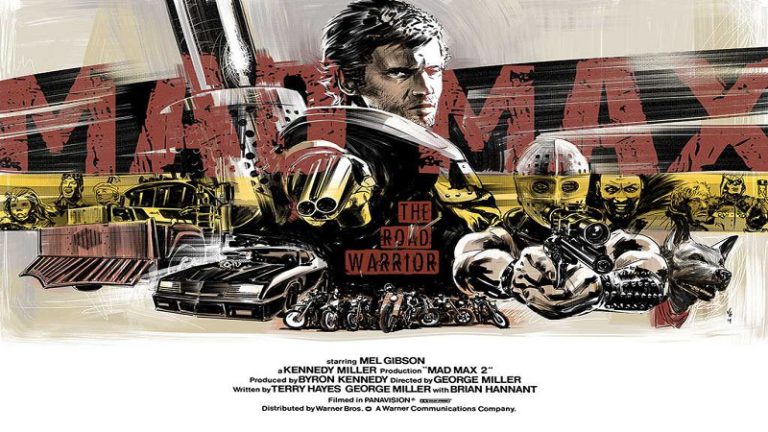 MAD MAX
THE
ROAD
WARRIOR
starring MEL GIBSON
a KENNEDY MILLER Production "MAD MAX 2"
Produced by BYRON KENNEDY Directed by GEORGE MILLER
Written by TERRY HAYES GEORGE MILLER with BRIAN HANNANT
Filmed in PANAVISION®
Distributed by Warner Bros. A Warner Communications Company.